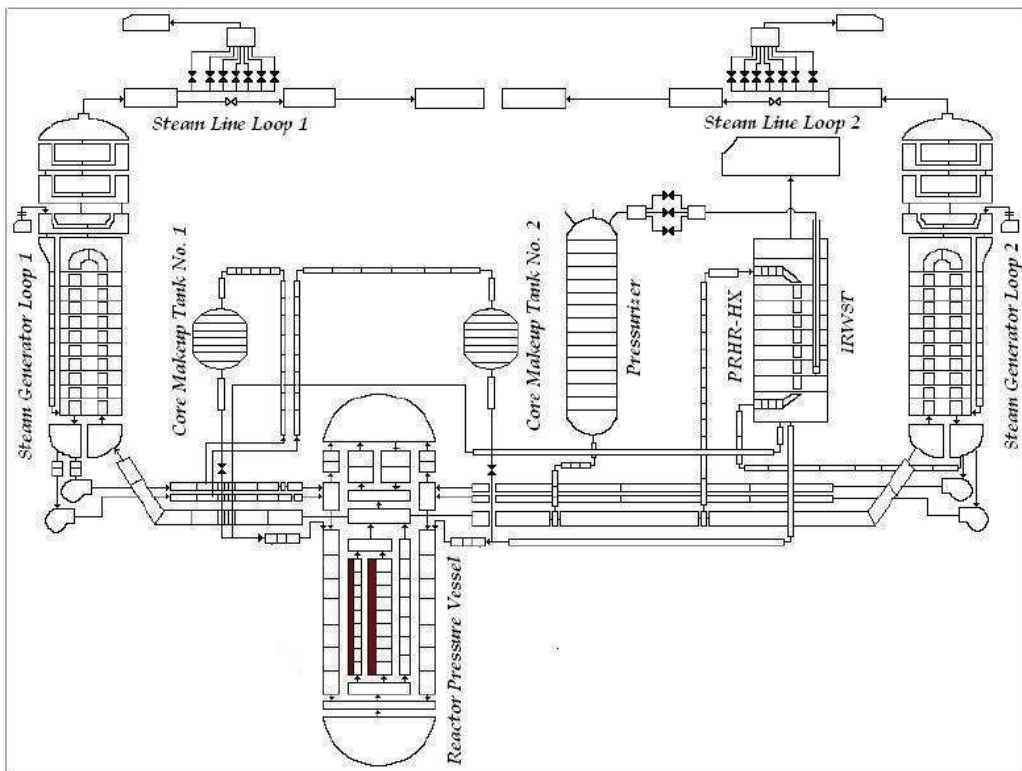 Steam Line Loop 1
Steam Line Loop 2
Steam Generator Loop 1
Core Makeup Tank No. 1
Core Makeup Tank No. 2
Pressurizer
PRHR-HX
IRWST
Steam Generator Loop 2
Reactor Pressure Vessel